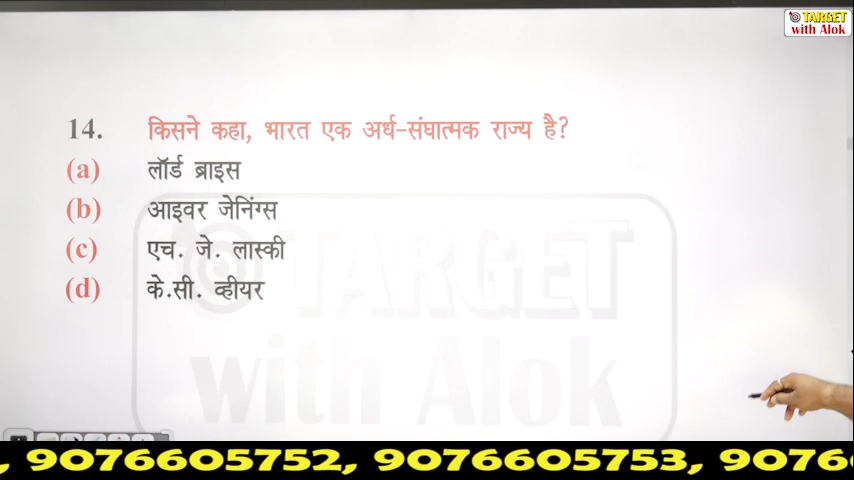 TARGET
with Alok
14. किसने कहा, भारत एक अर्ध-संघात्मक राज्य है?
(a) लॉर्ड ब्राइस
(b) आइवर जेनिंग्स
(c) एच. जे. लास्की
(d) के.सी. व्हीयर
TARGET
with Alok
, 9076605752, 9076605753, 9076